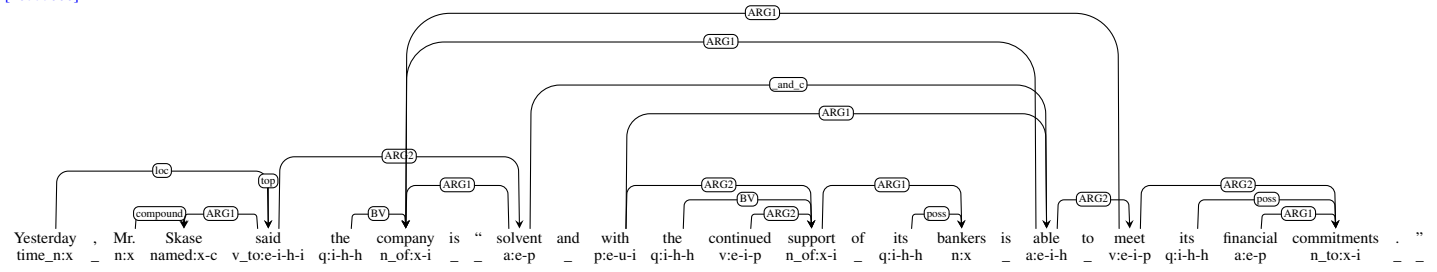 ARG1
ARG1
_and_c
ARG1
ARG2
loc
top
ARG1 ARG2 ARG1 ARG2 ARG2
BV poss
compound ARG1 BV ARG2 poss ARG1
Yesterday , Mr. Skase said the company is “ solvent and with the continued support of its bankers is able to meet its financial commitments . ”
time_n:x _ n:x named:x-c v_to:e-i-h-i q:i-h-h n_of:x-i _ _ a:e-p _ p:e-u-i q:i-h-h v:e-i-p n_of:x-i _ q:i-h-h n:x _ a:e-i-h _ v:e-i-p q:i-h-h a:e-p n_to:x-i _ _